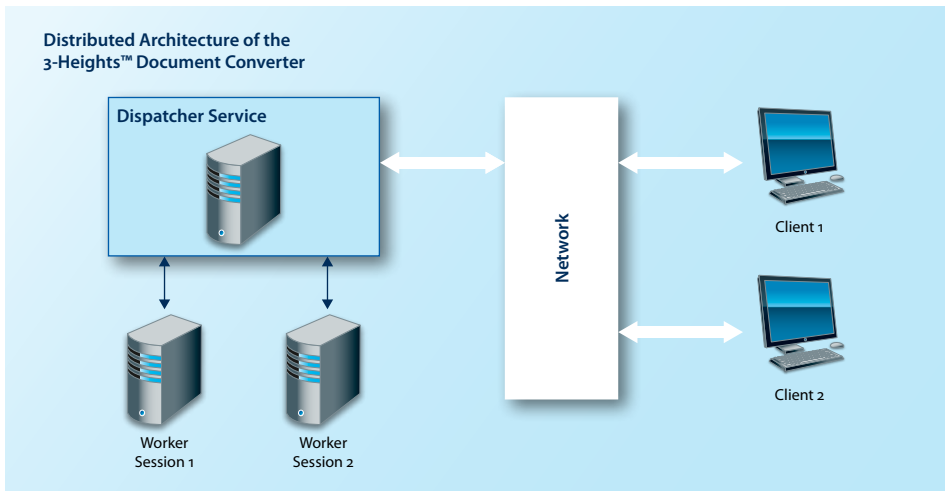 Distributed Architecture of the
3-Heights™ Document Converter
Dispatcher Service
Network
Client 1
Client 2
Worker
Session 1
Worker
Session 2